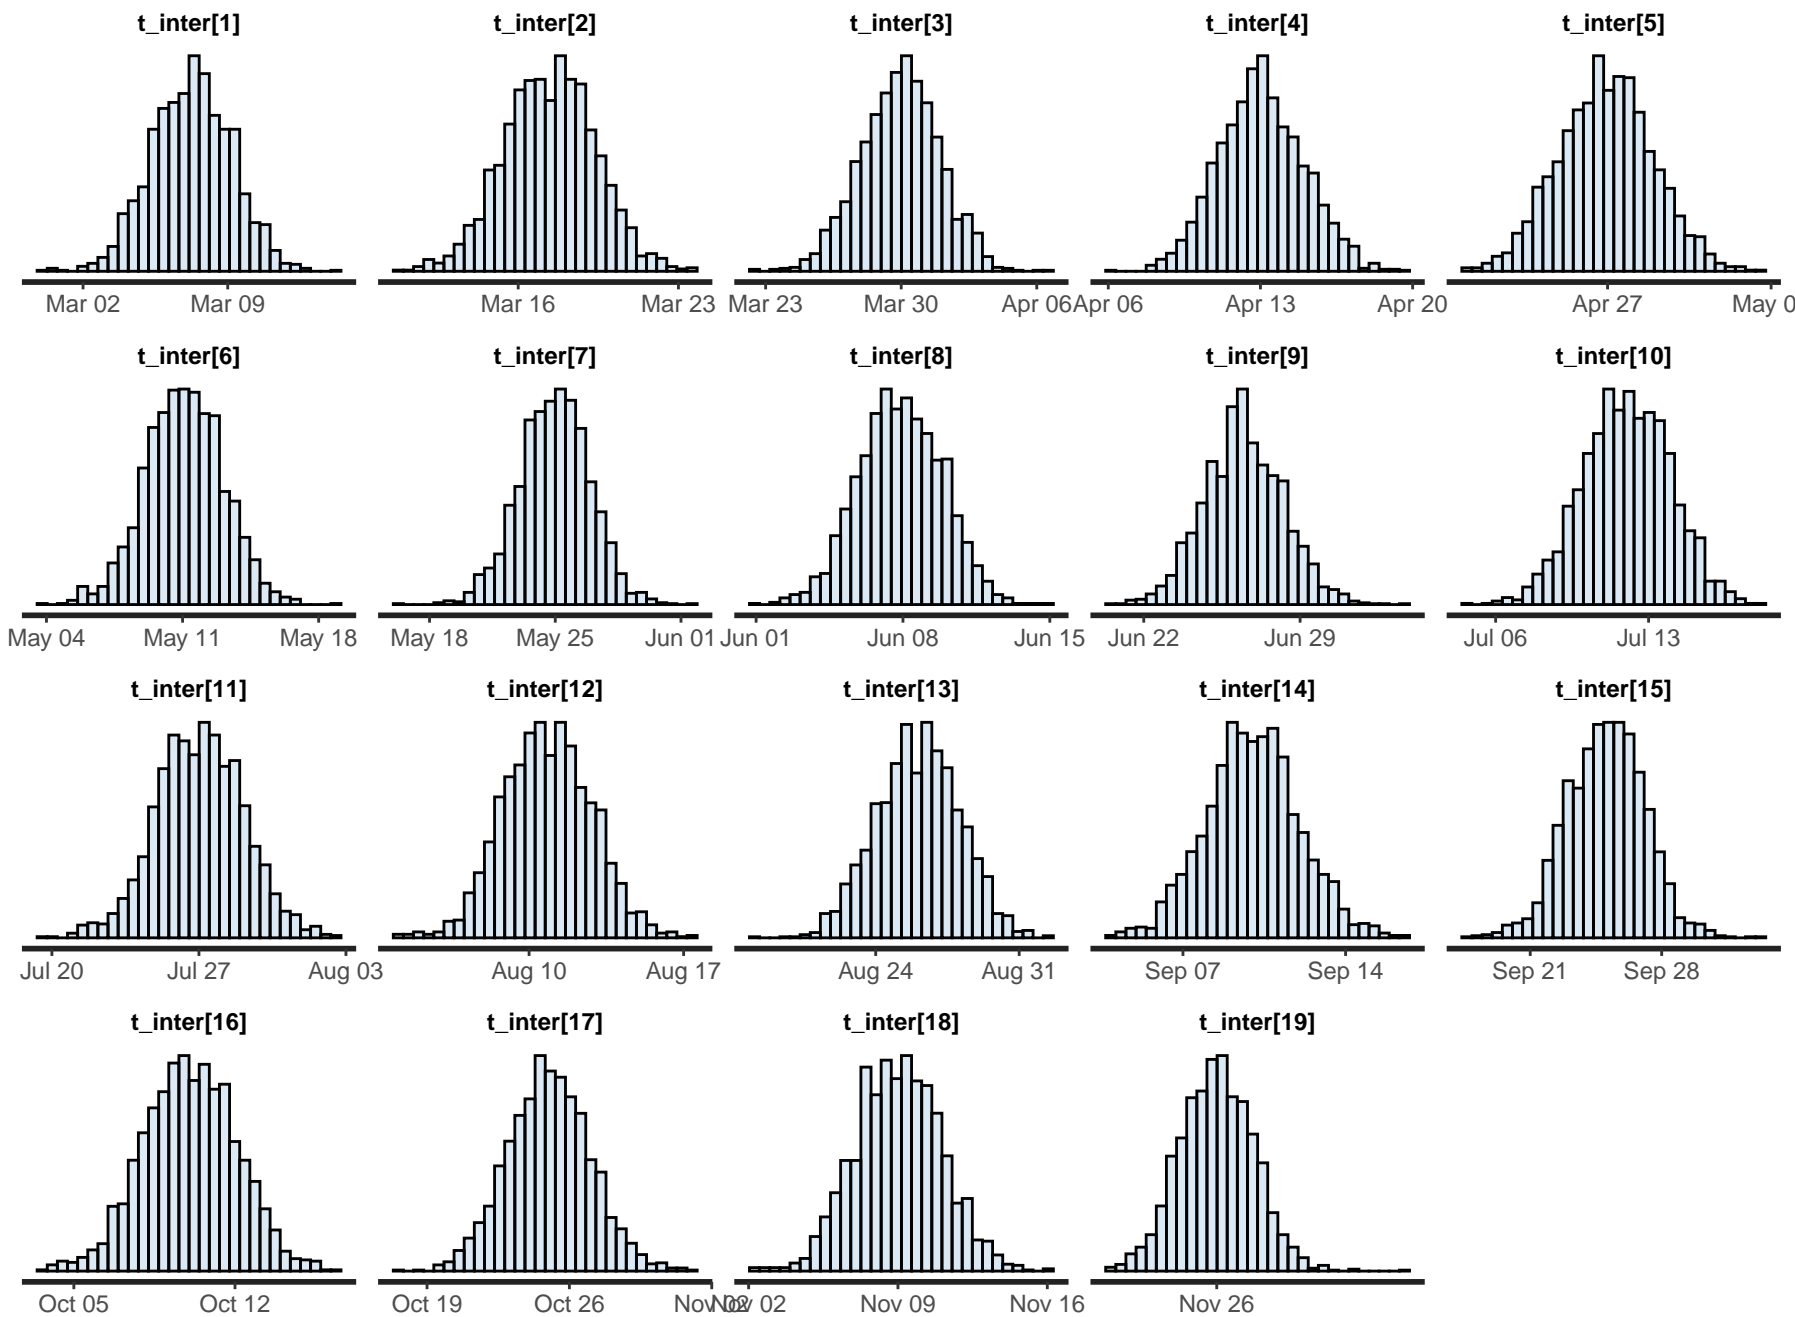 t_inter[1] t_inter[2] t_inter[3] t_inter[4] t_inter[5]
Mar 02 Mar 09 Mar 16 Mar 23 Mar 23 Mar 30 Apr 06 Apr 06 Apr 13 Apr 20 Apr 27 May 0
t_inter[6] t_inter[7] t_inter[8] t_inter[9] t_inter[10]
May 04 May 11 May 18 May 18 May 25 Jun 01 Jun 01 Jun 08 Jun 15 Jun 22 Jun 29 Jul 06 Jul 13
t_inter[11] t_inter[12] t_inter[13] t_inter[14] t_inter[15]
Jul 20 Jul 27 Aug 03 Aug 10 Aug 17 Aug 24 Aug 31 Sep 07 Sep 14 Sep 21 Sep 28
t_inter[16] t_inter[17] t_inter[18] t_inter[19]
Oct 05 Oct 12 Oct 19 Oct 26 Nov 02 Nov 02 Nov 09 Nov 16 Nov 26